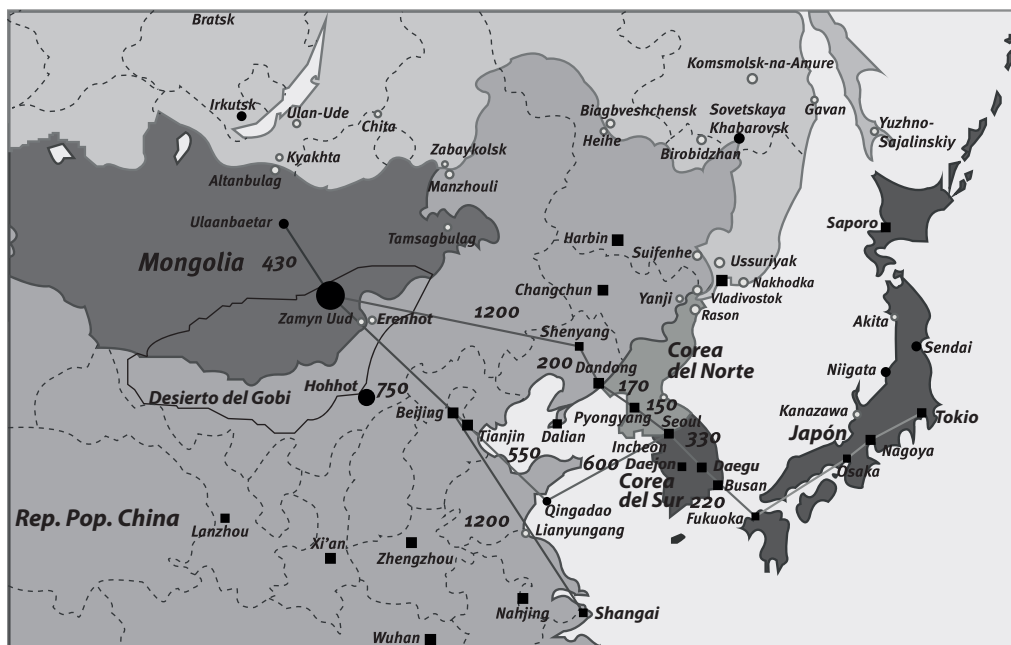 Bratsk
Komsmolsk-na-Amure
Irkutsk
Ulan-Ude
Chita
Biagbveshchensk
Sovetskaya
Gavan
Khabarovsk
Heihe
Birobidzhan
Yuzhno-
Sajalinskiy
Kyakhta
Zabaykolsk
Altanbulag
Manzhouli
Ulaanbaetar
Tamsagbulag
Harbin
Suifenhe
Ussuriyak
Saporo
Mongolia
430
Changchun
Yanji
Nakhodka
Vladivostok
Rason
Zamyn Uud
Erenhot
1200
Shenyang
Akita
Sendai
200
Dandong
Corea
del Norte
Niigata
Hohhot
750
Desierto del Gobi
170
150
Beijing
Pyongyang
Seoul
Kanazawa
Tokio
Tianjin
Dalian
Incheon
330
Japón
Nagoya
550
600
Daejon
Daegu
Osaka
Corea
del Sur
Busan
220
Qingadao
Fukuoka
Rep. Pop. China
Lanzhou
1200
Lianyungang
Xi'an
Zhengzhou
Nahjing
Shangai
Wuhan